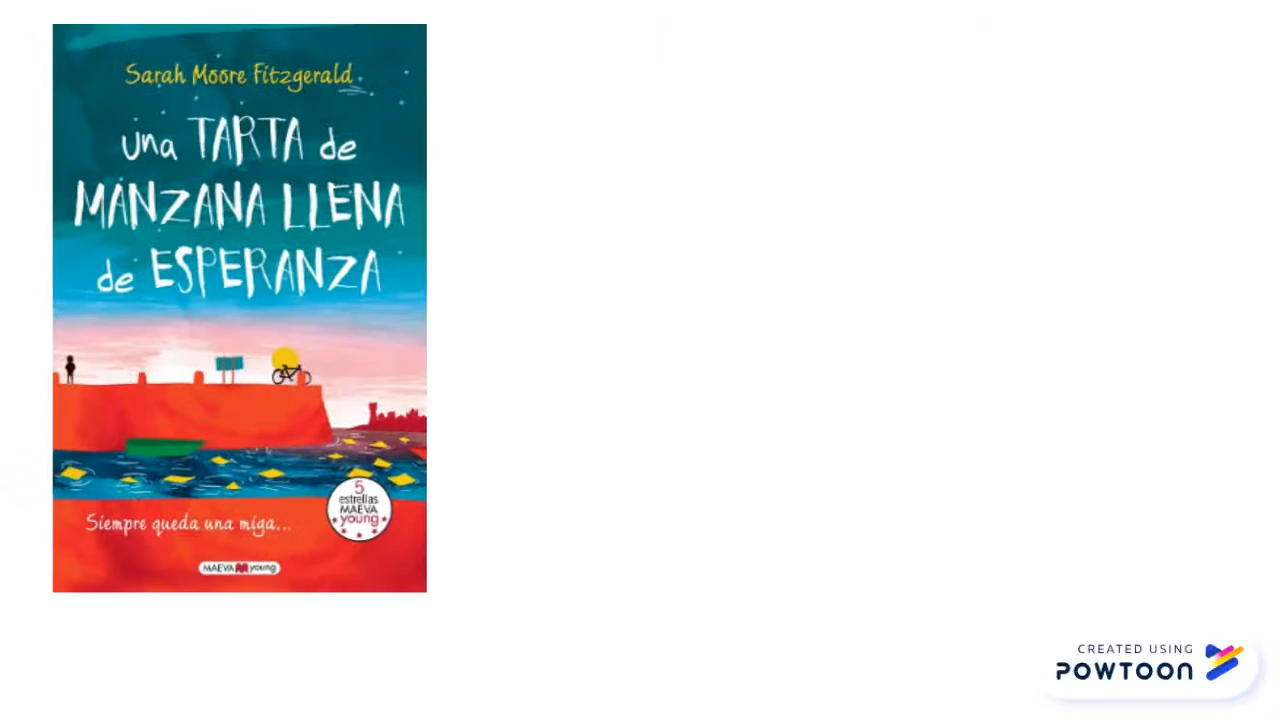 Sarah Moore Fitzgerald
una TARTA de
MANZANA LLENA
de ESPERANZA
5
estrellas
MAEVA
young
Siempre queda una miga...
MAEVA young
CREATED USING
POWTOON